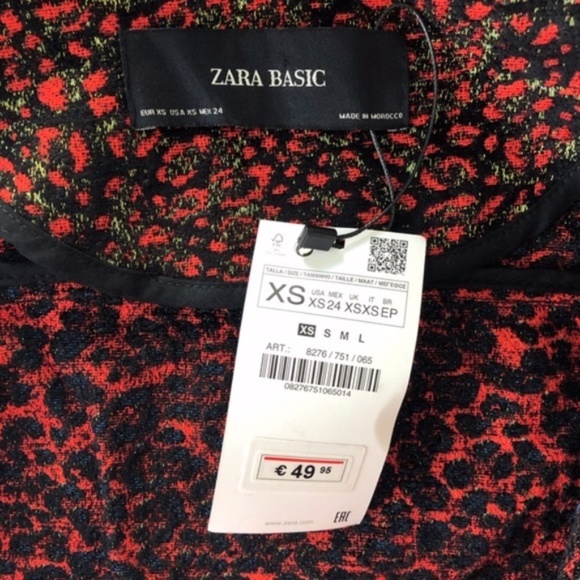 ZARA BASIC
EUR XS USA XS MEX 24
MADE IN MOROCCO
FSC
TALLA / SIZE / TAMANHO / TAILLE / MAAT / ΜΕΓΕΘΟΣ
XS
USA MEX UK IT BR
XS 24 XS XS EP
XS S M L
ART.: 8276 / 751 / 065
08276751065014
€ 49 95
www.zara.com
EAC